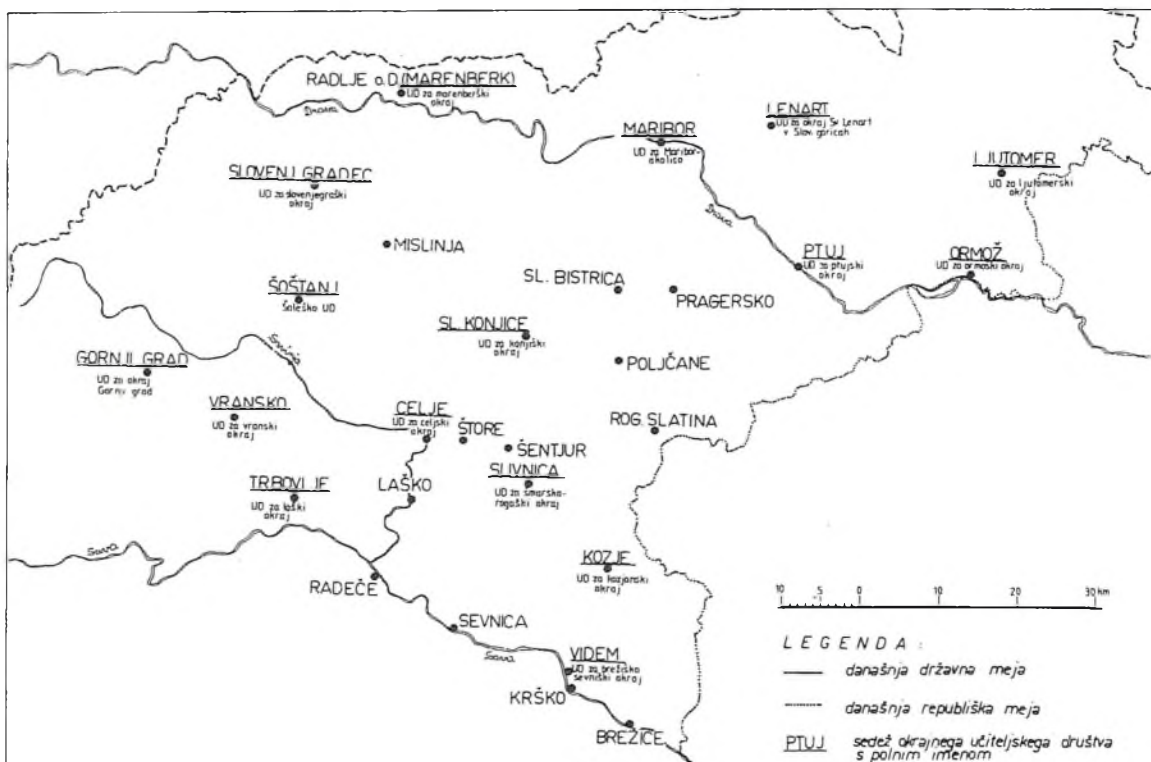 RADLJE o.D.(MARENBERK)
UD za marenberški
okraj
Drava
LENART
UD za okraj Sv Lenart
v Slov. goricah
MARIBOR
UD za Maribor-
okolico
LJUTOMER
UD za ljutomerski
okraj
SLOVENJ GRADEC
UD za slovenjegraški
okraj
Drava
MISLINJA
PTUJ
UD za ptujski
okraj
ORMOŽ
UD za ormoški okraj
ŠOŠTANJ
Šaleško UD
SL. BISTRICA
PRAGERSKO
SL. KONJICE
UD za konjiški
okraj
Savinja
GORNJI GRAD
UD za okraj
Gornji grad
POLJČANE
VRANSKO
UD za vranski
okraj
CELJE
UD za celjski
okraj
ŠTORE
ROG. SLATINA
ŠENTJUR
SLIVNICA
UD za šmarsko-
rogaški okraj
TRBOVLJE
UD za laški
okraj
LAŠKO
Sava
KOZJE
UD za kozjanski
okraj
RADEČE
10 5 0 10 20 30 km
SEVNICA
Sava
VIDEM
UD za brežiško
sevniški okraj
KRŠKO
BREŽICE
LEGENDA :
današnja državna meja
današnja republiška meja
PTUJ sedež okrajnega učiteljskega društva
s polnim imenom